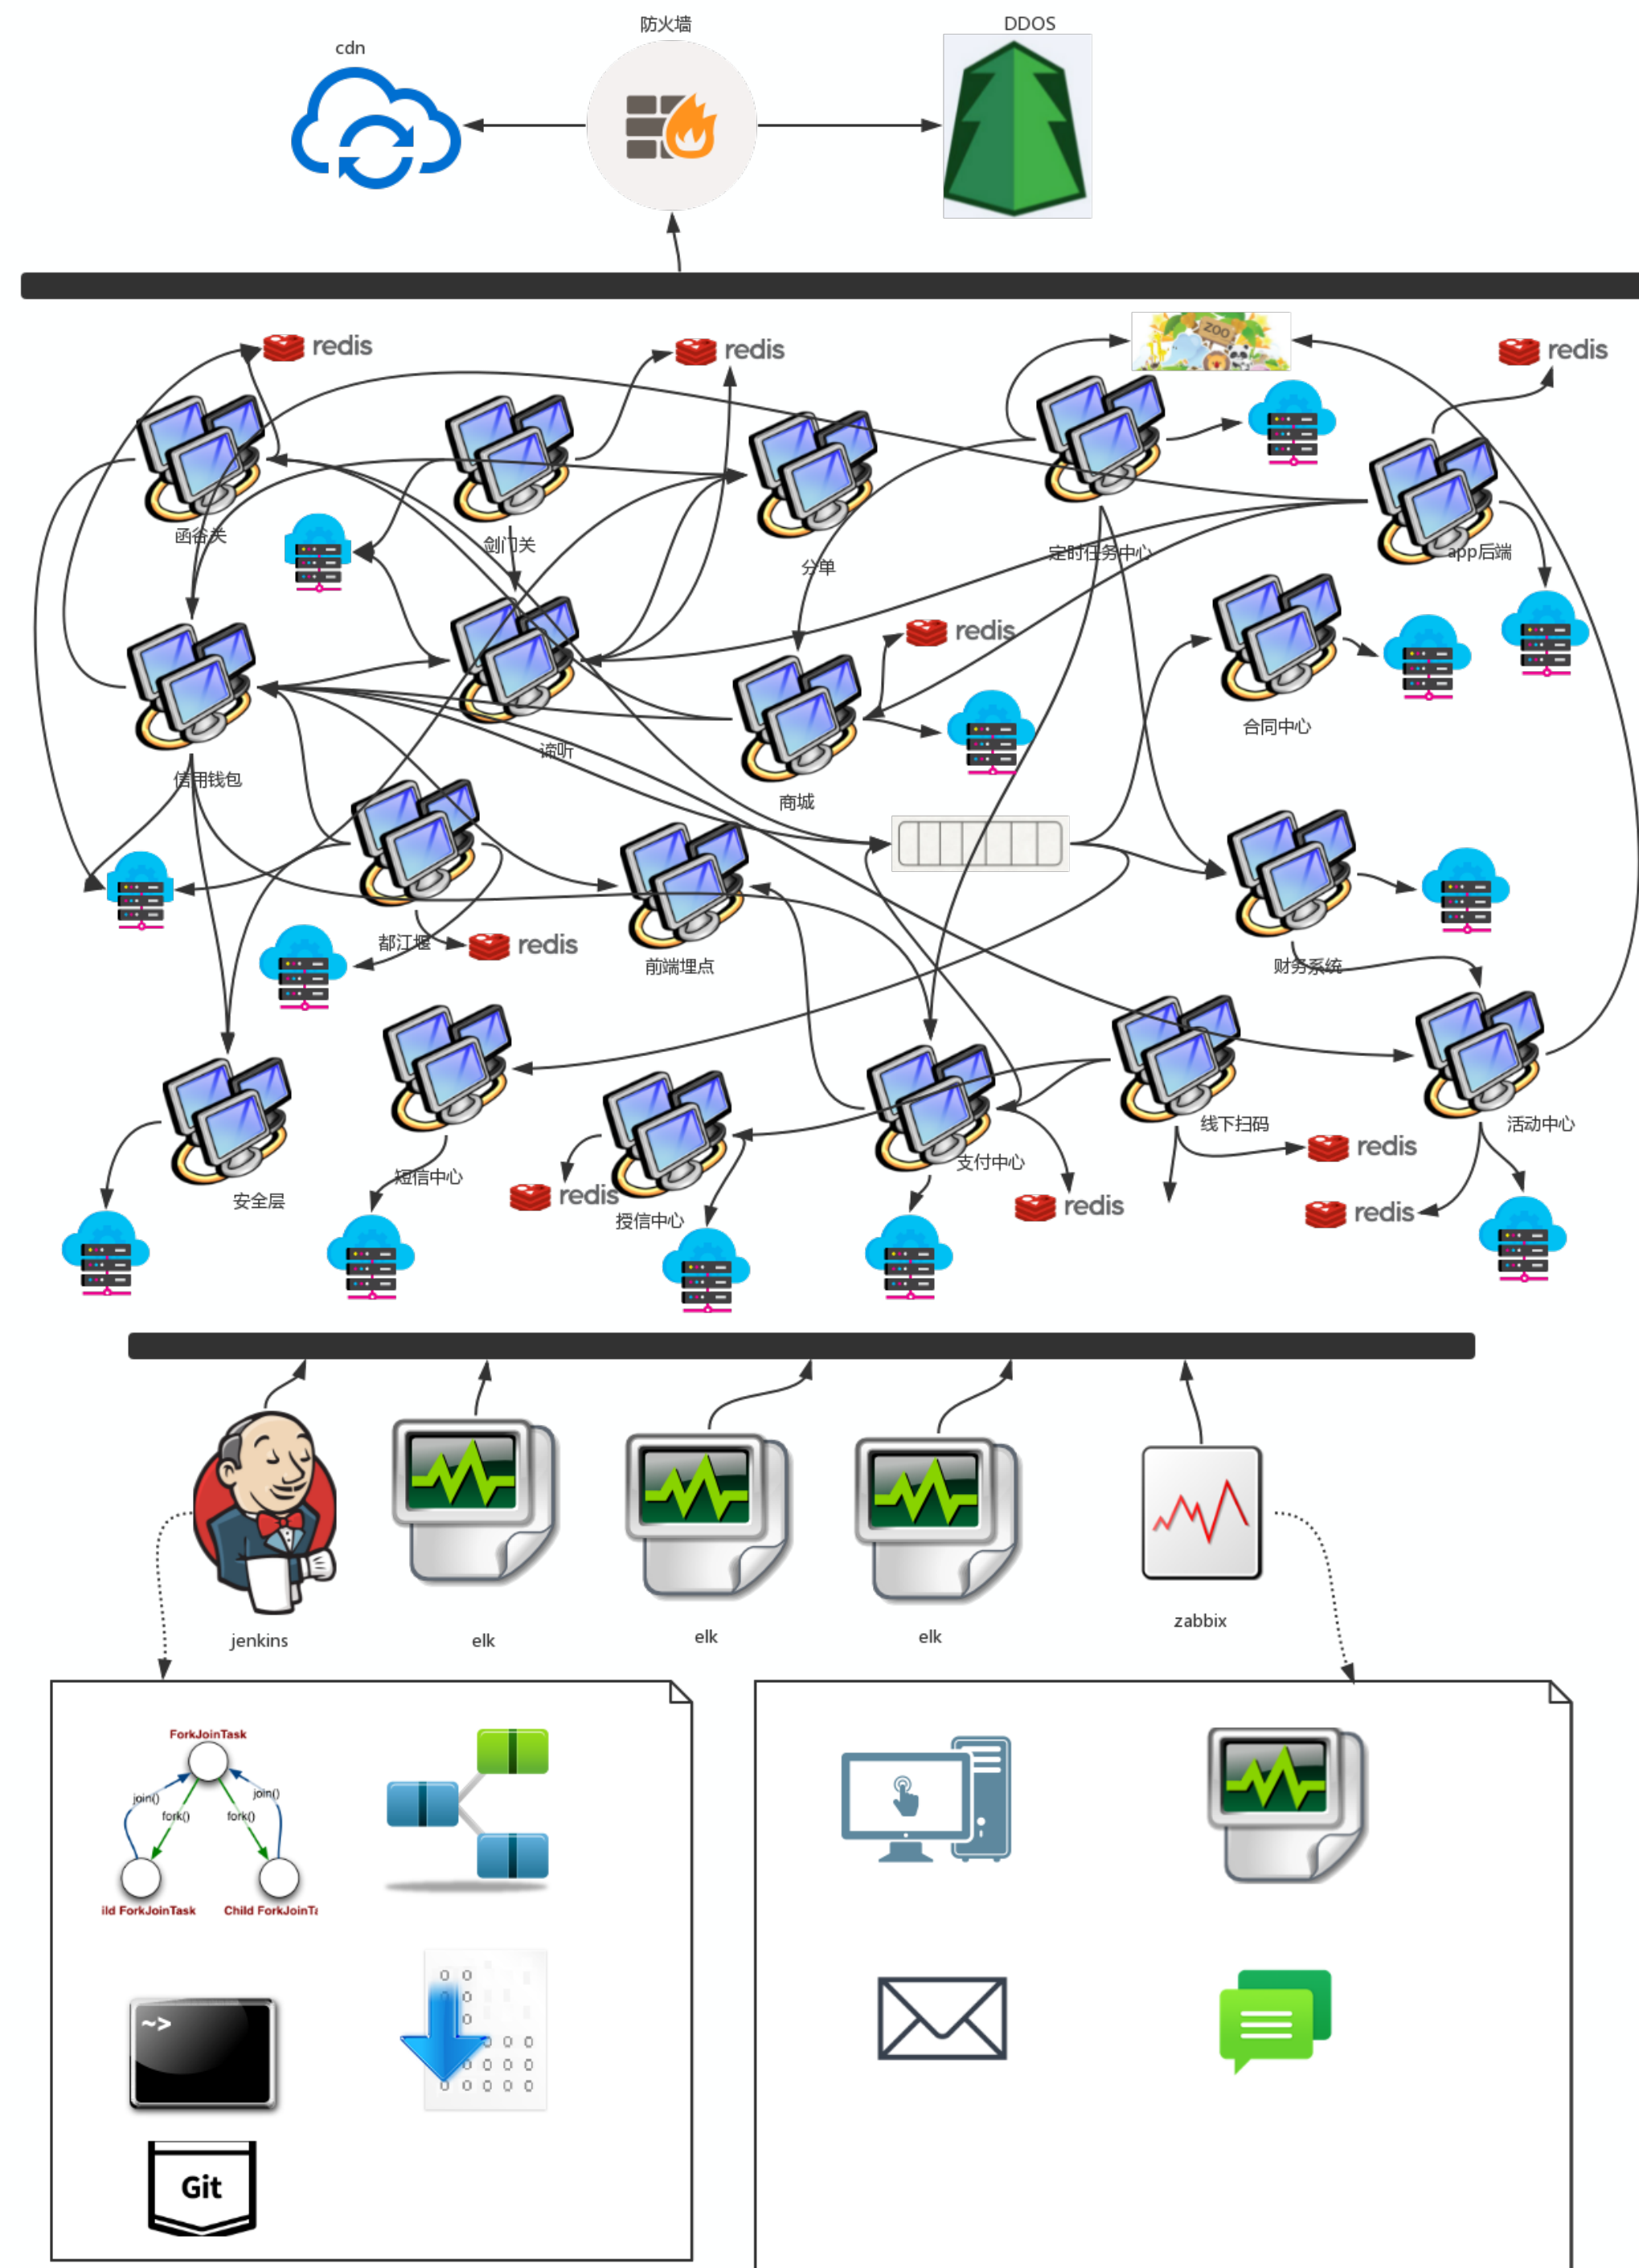 防火墙
DDOS
cdn
redis
redis
ZOO
redis
函谷关
剑门关
分单
定时任务中心
app后端
redis
信用钱包
谛听
商城
合同中心
都江堰
redis
前端埋点
财务系统
安全层
短信中心
redis
授信中心
支付中心
redis
线下扫码
redis
redis
活动中心
jenkins
elk
elk
elk
zabbix
ForkJoinTask
join()
join()
fork()
fork()
ild ForkJoinTask
Child ForkJoinTa
~>
Git